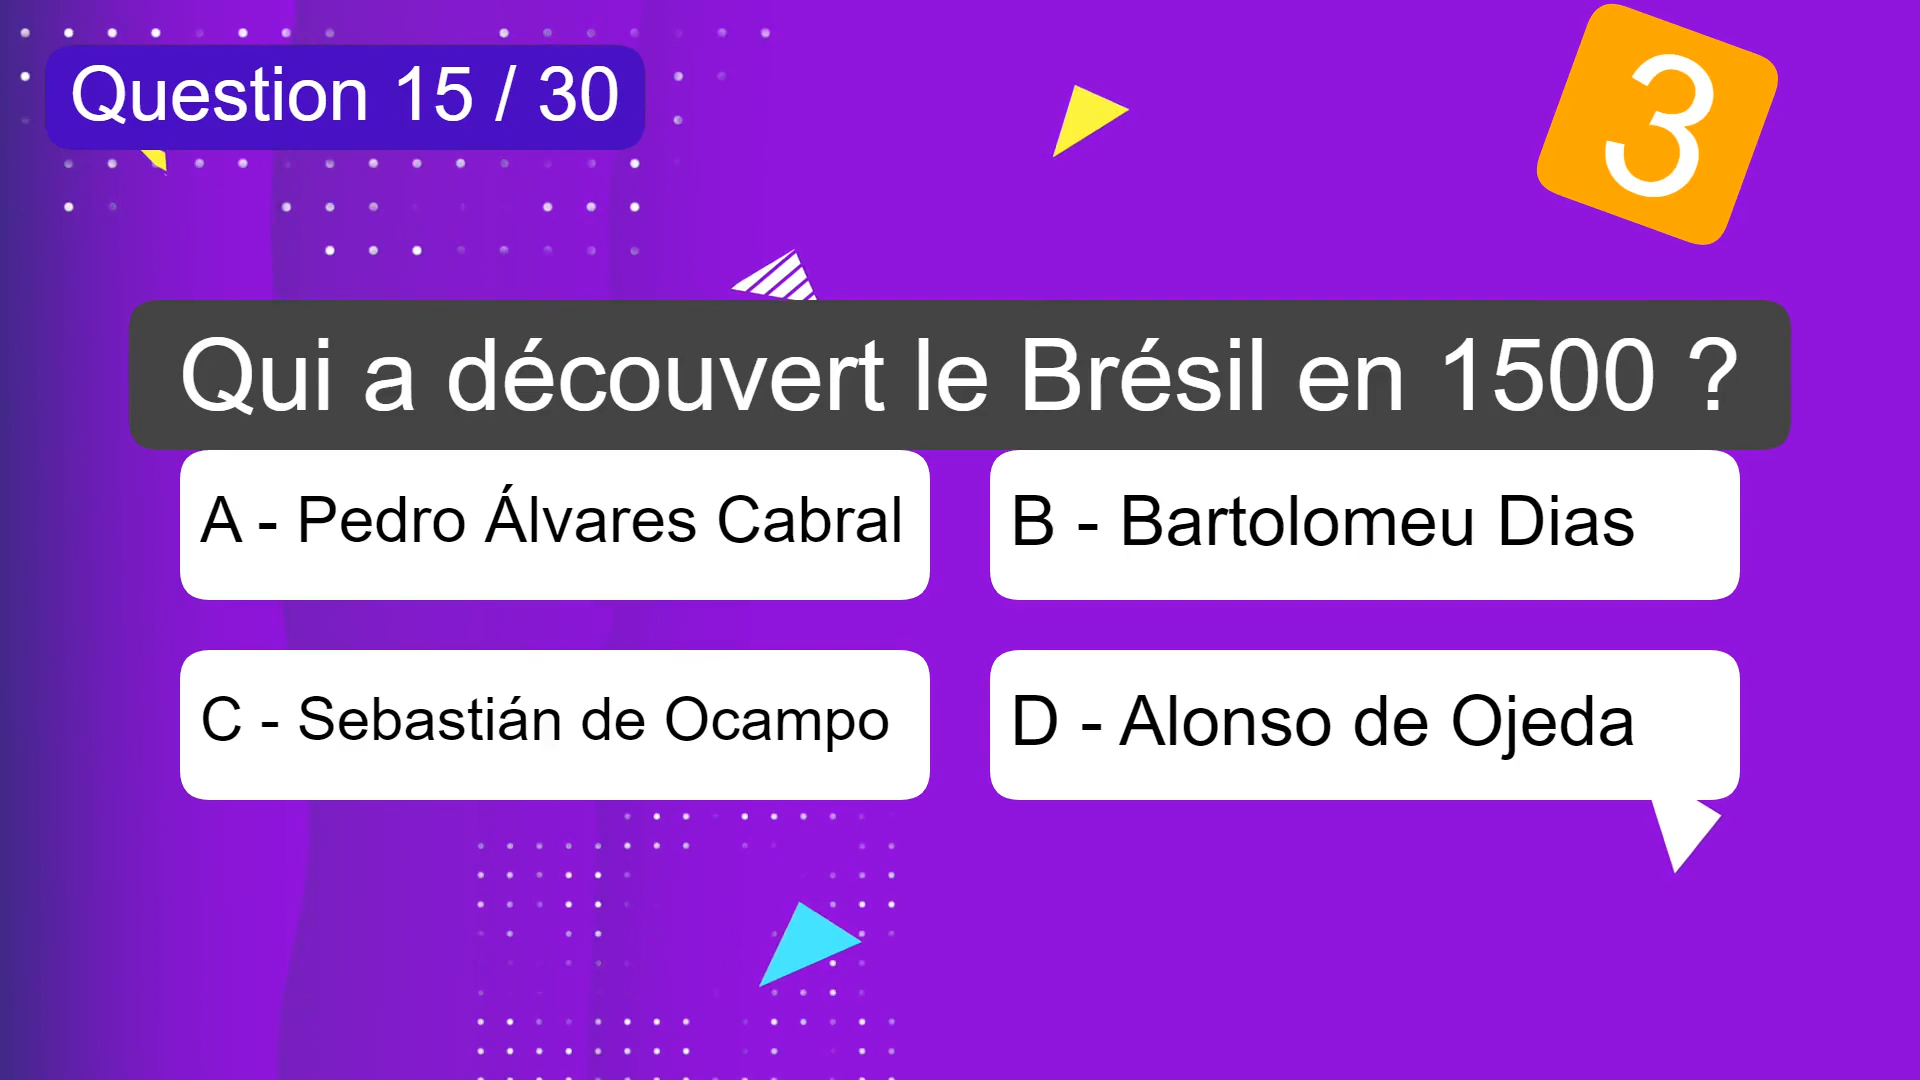 Question 15 / 30
3
Qui a découvert le Brésil en 1500 ?
A - Pedro Álvares Cabral
B - Bartolomeu Dias
C - Sebastián de Ocampo
D - Alonso de Ojeda